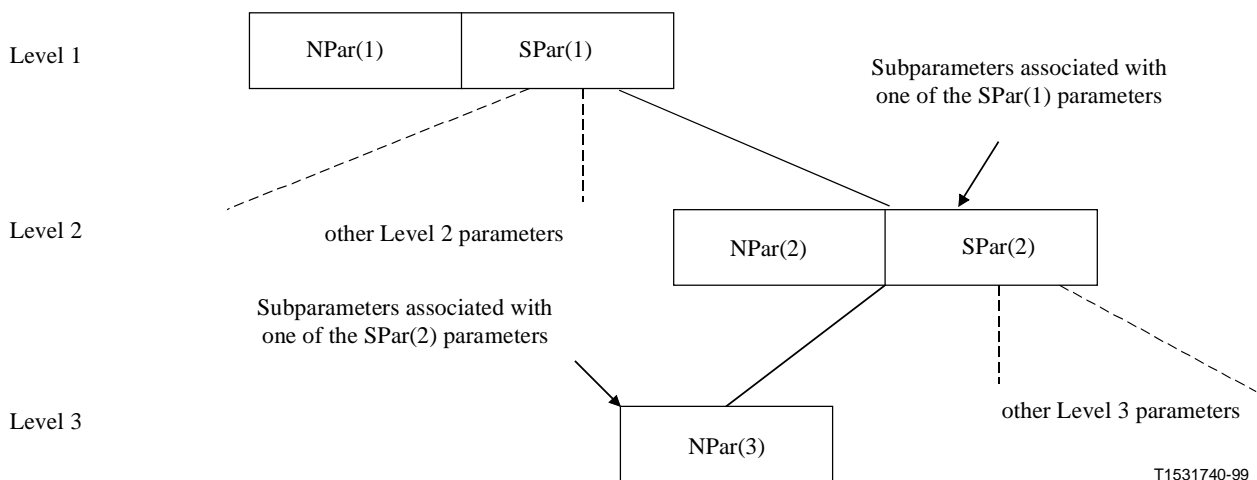 Level 1
NPar(1)
SPar(1)
Subparameters associated with
one of the SPar(1) parameters
Level 2
other Level 2 parameters
NPar(2)
SPar(2)
Subparameters associated with
one of the SPar(2) parameters
Level 3
NPar(3)
other Level 3 parameters
T1531740-99